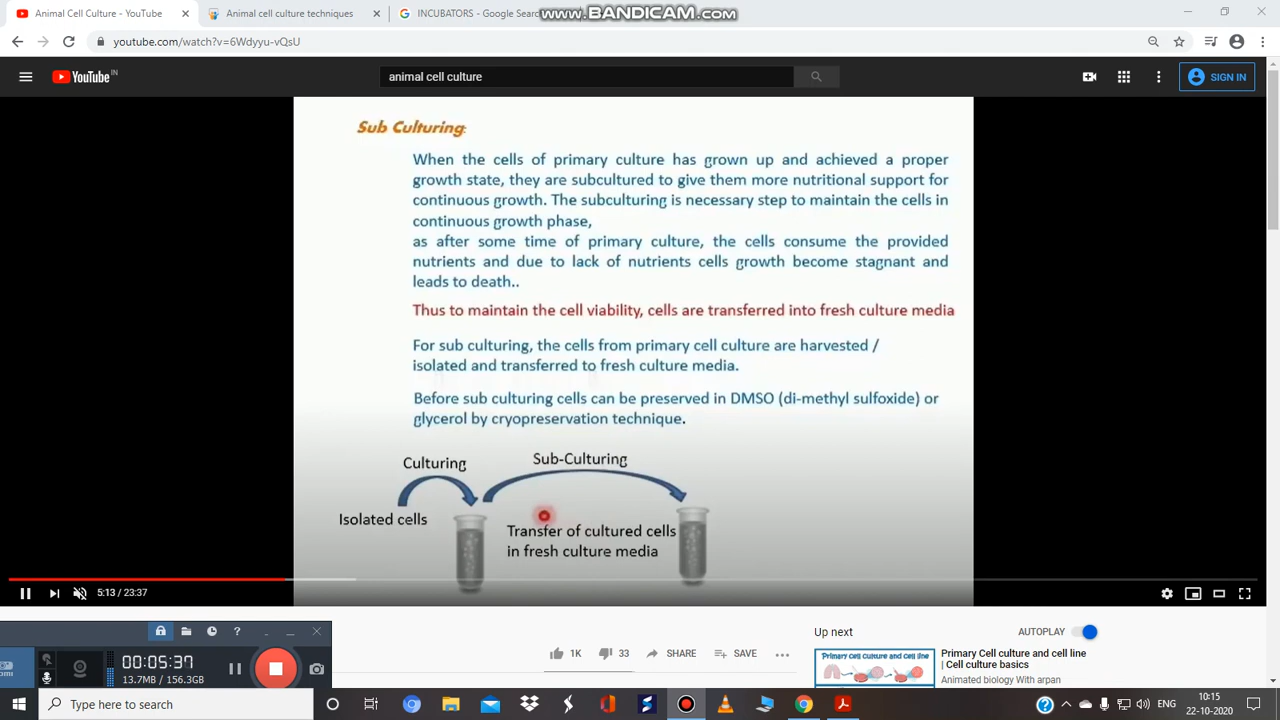 Animal Cell Culture - YouTube
Animal cell culture techniques
INCUBATORS - Google Sear
www.BANDICAM.com
youtube.com/watch?v=6Wdyyu-vQsU
YouTube IN
animal cell culture
SIGN IN
Sub Culturing:
When the cells of primary culture has grown up and achieved a proper
growth state, they are subcultured to give them more nutritional support for
continuous growth. The subculturing is necessary step to maintain the cells in
continuous growth phase,
as after some time of primary culture, the cells consume the provided
nutrients and due to lack of nutrients cells growth become stagnant and
leads to death..
Thus to maintain the cell viability, cells are transferred into fresh culture media
For sub culturing, the cells from primary cell culture are harvested /
isolated and transferred to fresh culture media.
Before sub culturing cells can be preserved in DMSO (di-methyl sulfoxide) or
glycerol by cryopreservation technique.
Culturing
Sub-Culturing
Isolated cells
Transfer of cultured cells
in fresh culture media
5:13 / 23:37
Up next
AUTOPLAY
1K
33
SHARE
SAVE
Primary Cell culture and cell line
Primary Cell culture and cell line
| Cell culture basics
Animated biology With arpan
00:05:37
13.7MB / 156.3GB
Type here to search
ENG
10:15
22-10-2020